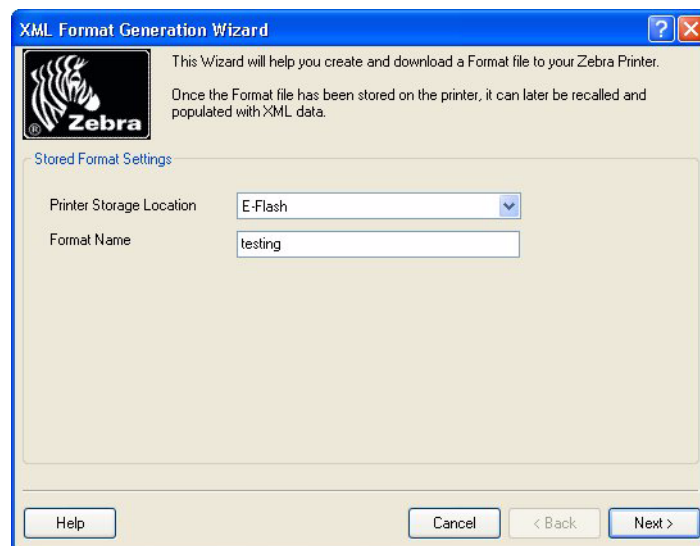 XML Format Generation Wizard
This Wizard will help you create and download a Format file to your Zebra Printer.
Once the Format file has been stored on the printer, it can later be recalled and
populated with XML data.
Zebra
®
Stored Format Settings
Printer Storage Location
E-Flash
Format Name
testing
Help
Cancel
< Back
Next >